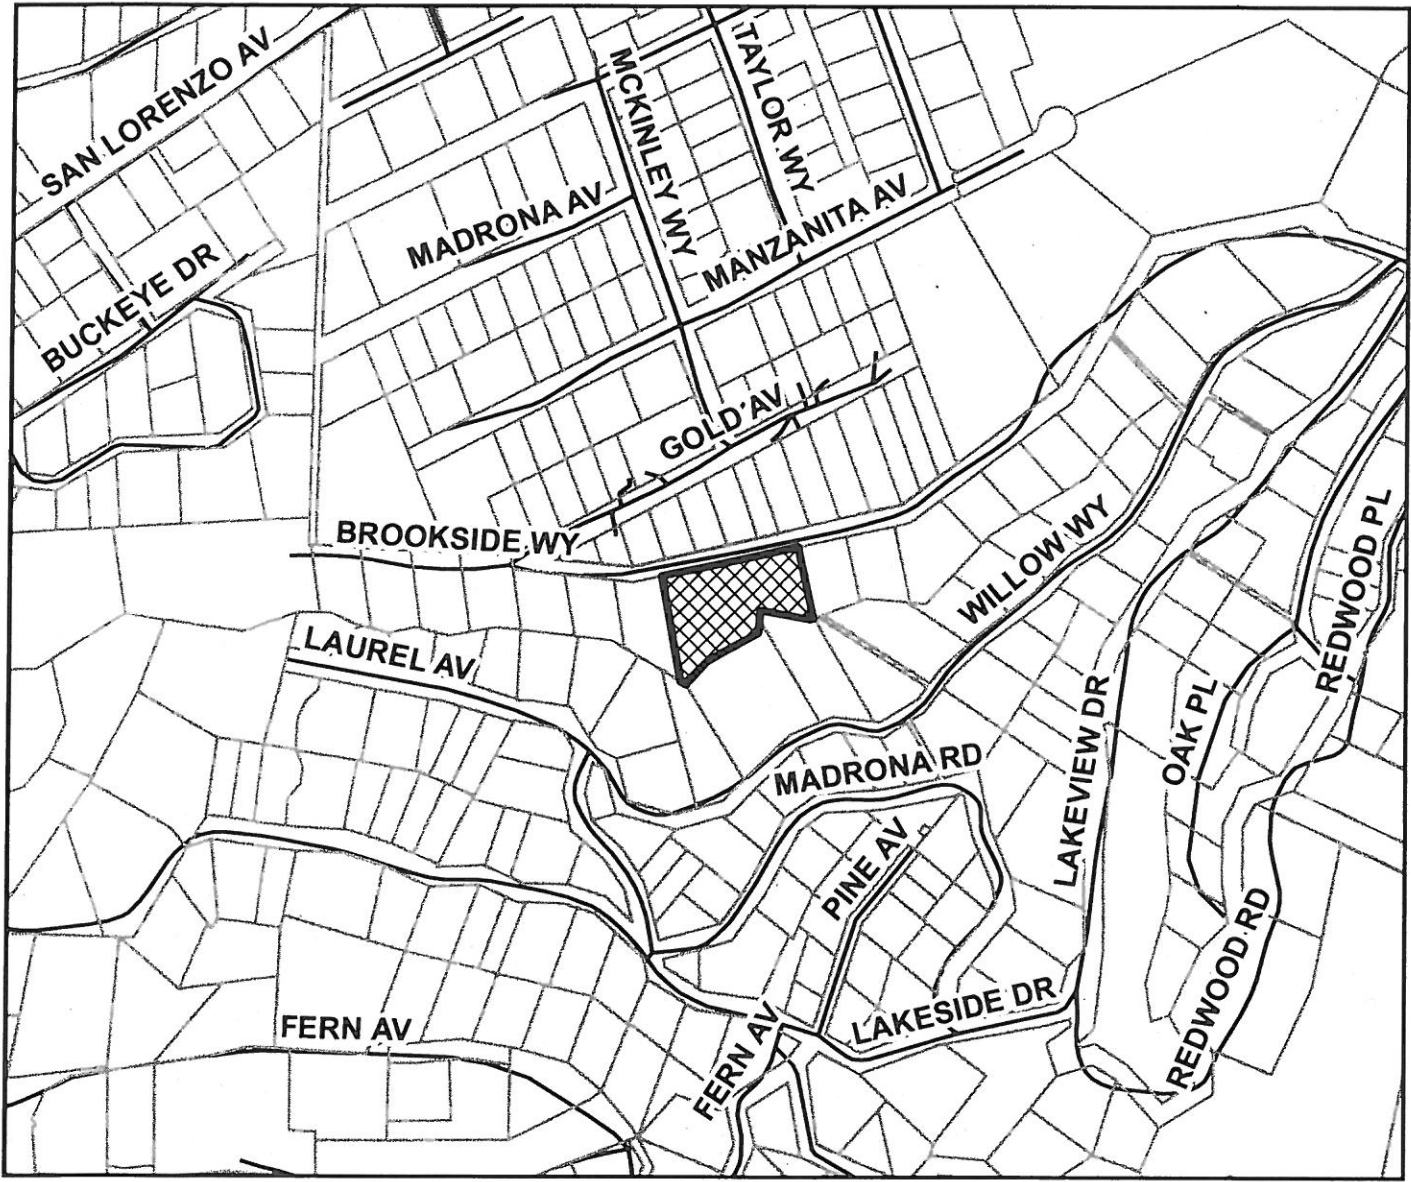 SAN LORENZO AV
MCKINLEY WY
TAYLOR WY
MADRONA AV
MANZANITA AV
BUCKEYE DR
GOLD AV
BROOKSIDE WY
WILLOW WY
REDWOOD PL
LAUREL AV
LAKEVIEW DR
OAK PL
MADRONA RD
PINE AV
REDWOOD RD
LAKESIDE DR
FERN AV
FERN AV